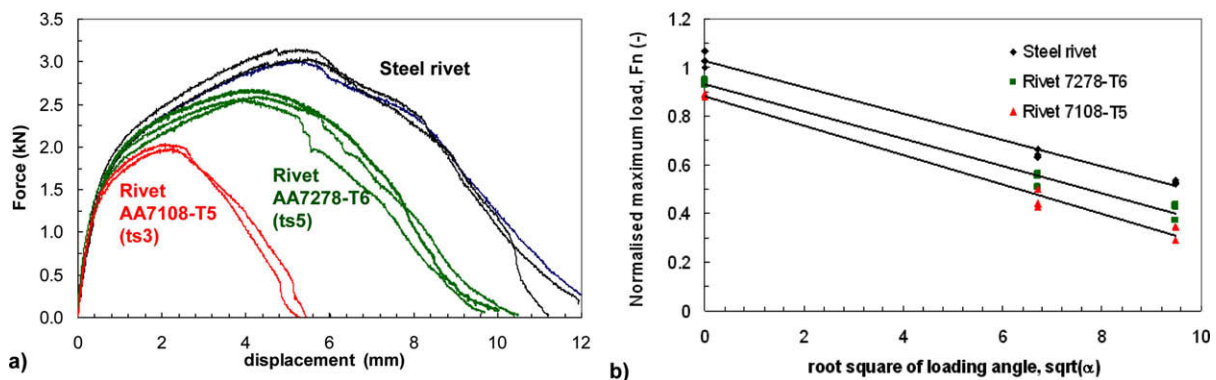 3.5
3.0
2.5
2.0
1.5
1.0
0.5
0.0
Force (kN)
Steel rivet
Rivet
AA7278-T6
(ts5)
Rivet
AA7108-T5
(ts3)
0 2 4 6 8 10 12
displacement (mm)
a)
1.2
1
0.8
0.6
0.4
0.2
0
Normalised maximum load, Fn (-)
Steel rivet
Rivet 7278-T6
Rivet 7108-T5
0 2 4 6 8 10
root square of loading angle, sqrt(α)
b)